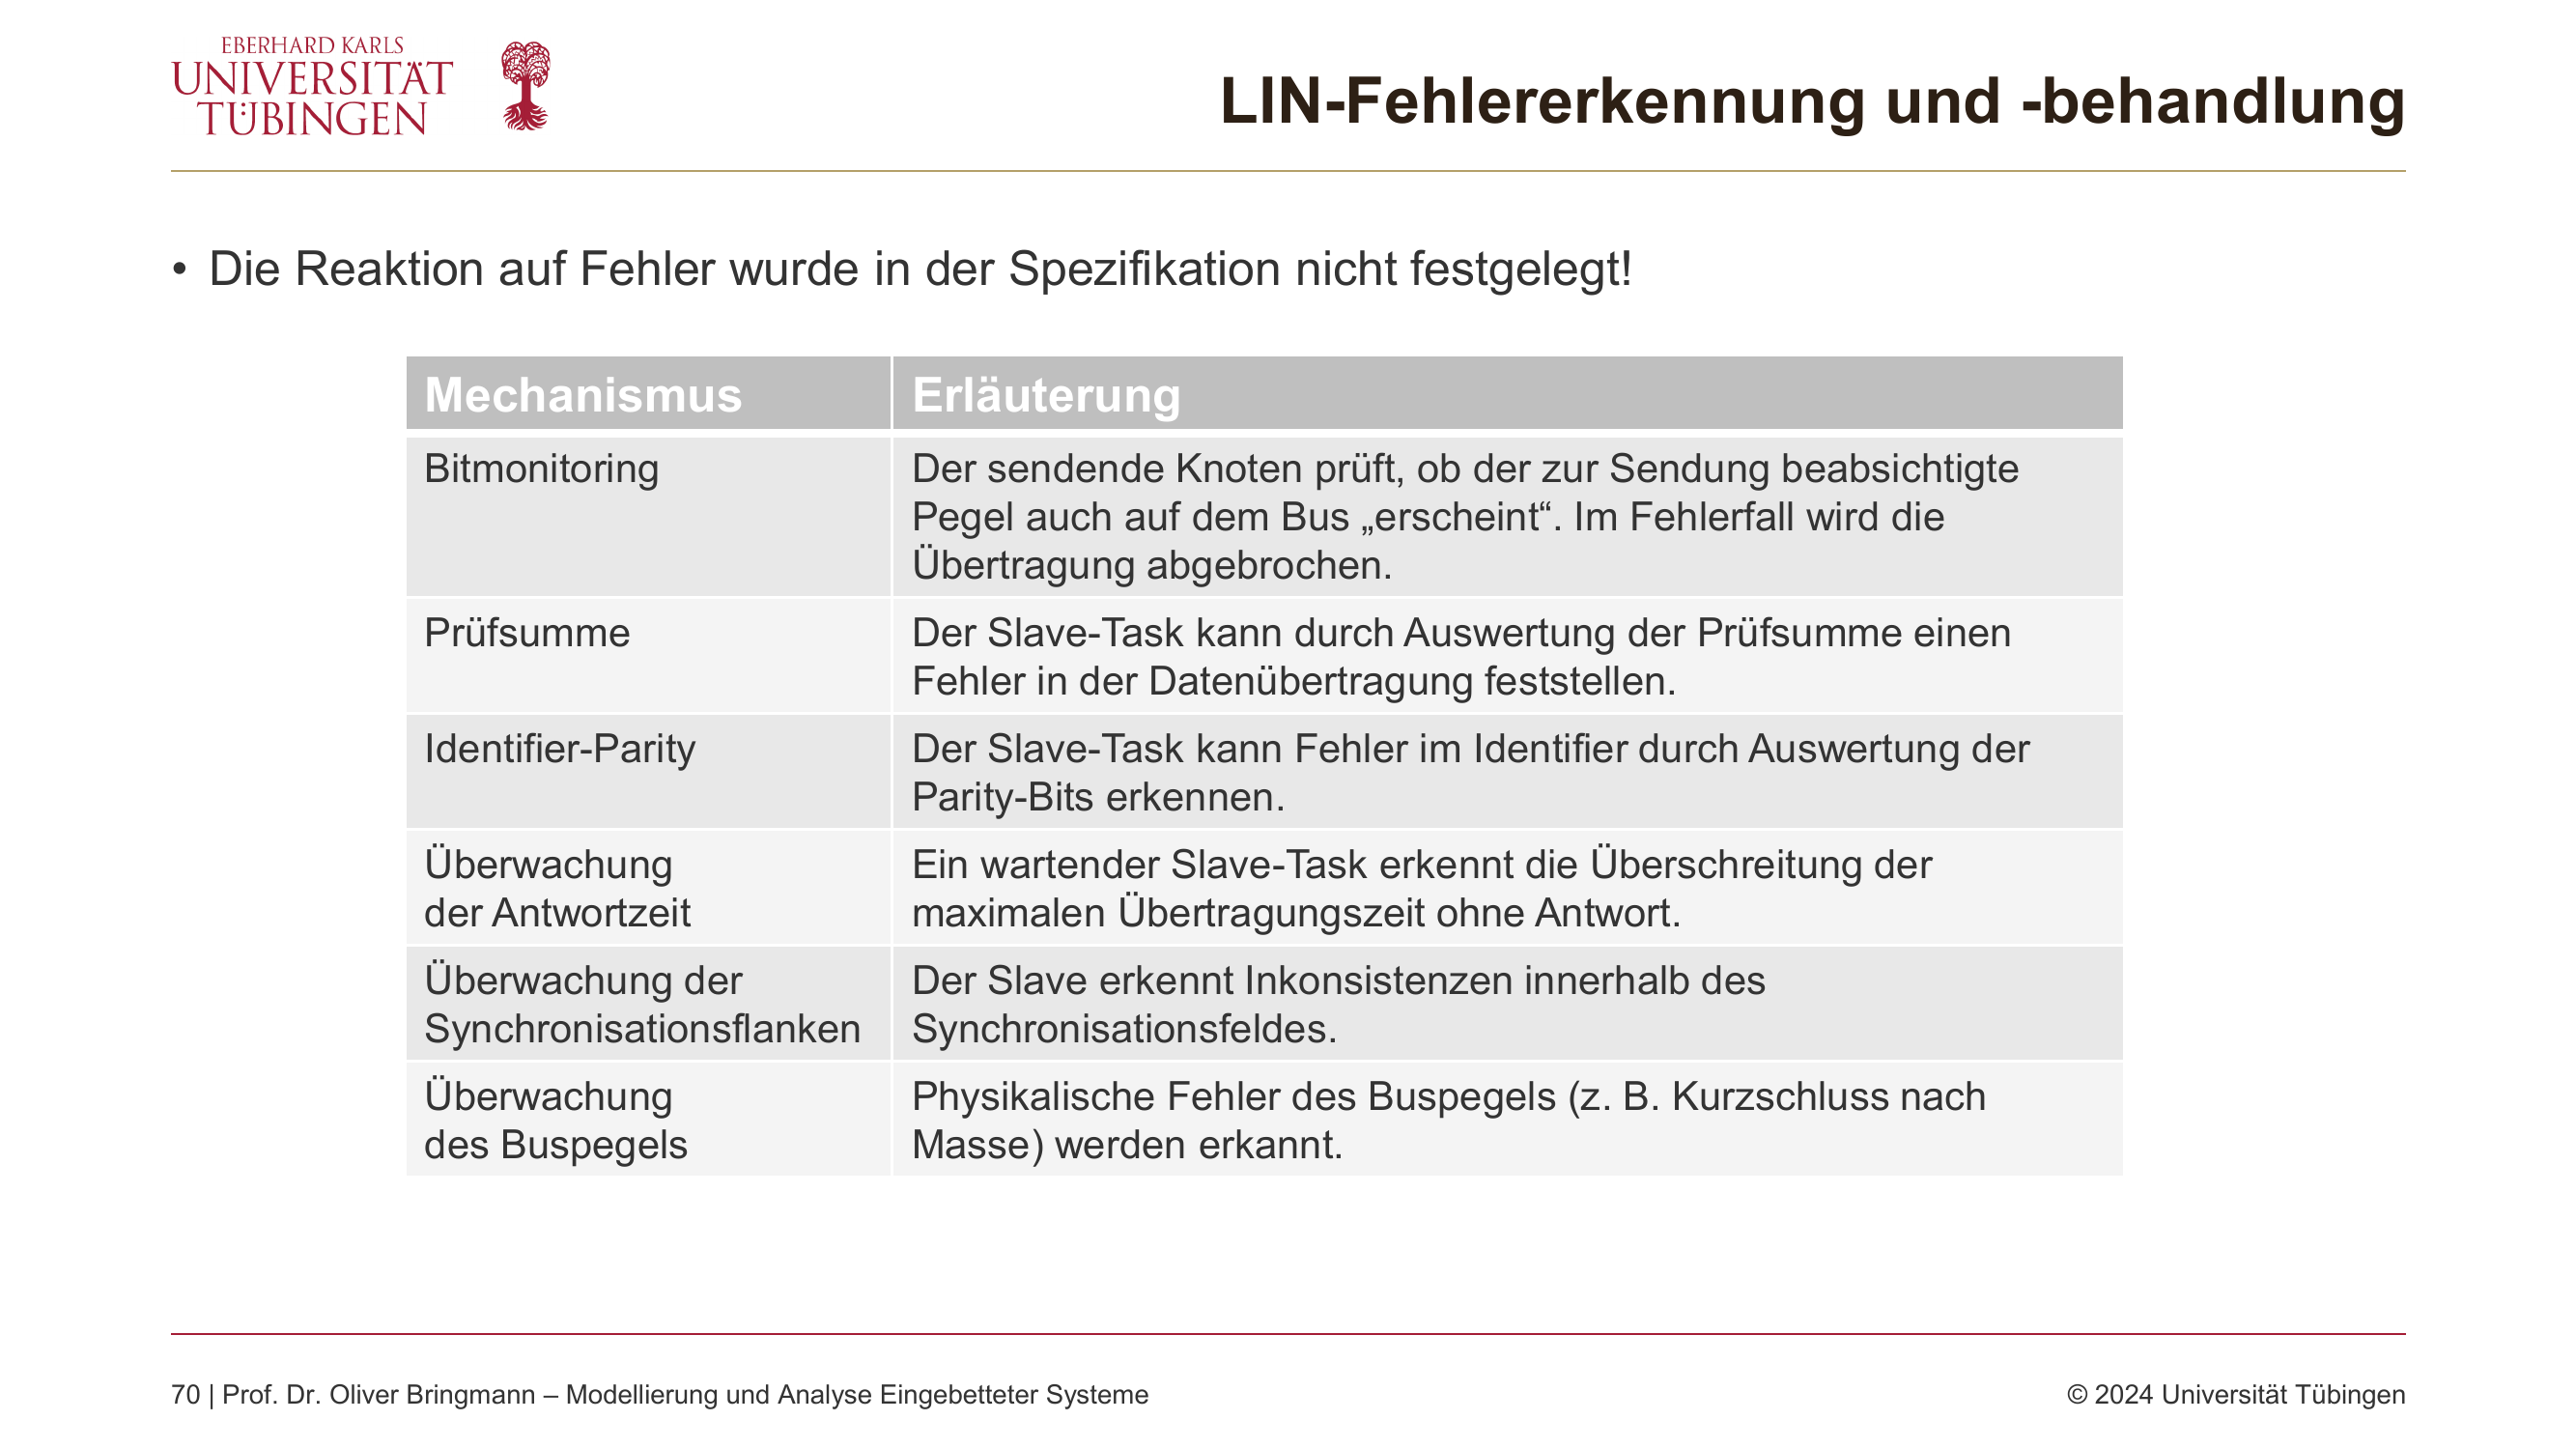 EBERHARD KARLS
UNIVERSITÄT
TÜBINGEN
LIN-Fehlererkennung und -behandlung
• Die Reaktion auf Fehler wurde in der Spezifikation nicht festgelegt!
Mechanismus
Erläuterung
Bitmonitoring
Der sendende Knoten prüft, ob der zur Sendung beabsichtigte
Pegel auch auf dem Bus „erscheint“. Im Fehlerfall wird die
Übertragung abgebrochen.
Prüfsumme
Der Slave-Task kann durch Auswertung der Prüfsumme einen
Fehler in der Datenübertragung feststellen.
Identifier-Parity
Der Slave-Task kann Fehler im Identifier durch Auswertung der
Parity-Bits erkennen.
Überwachung
der Antwortzeit
Ein wartender Slave-Task erkennt die Überschreitung der
maximalen Übertragungszeit ohne Antwort.
Überwachung der
Synchronisationsflanken
Der Slave erkennt Inkonsistenzen innerhalb des
Synchronisationsfeldes.
Überwachung
des Buspegels
Physikalische Fehler des Buspegels (z. B. Kurzschluss nach
Masse) werden erkannt.
70 | Prof. Dr. Oliver Bringmann – Modellierung und Analyse Eingebetteter Systeme
© 2024 Universität Tübingen